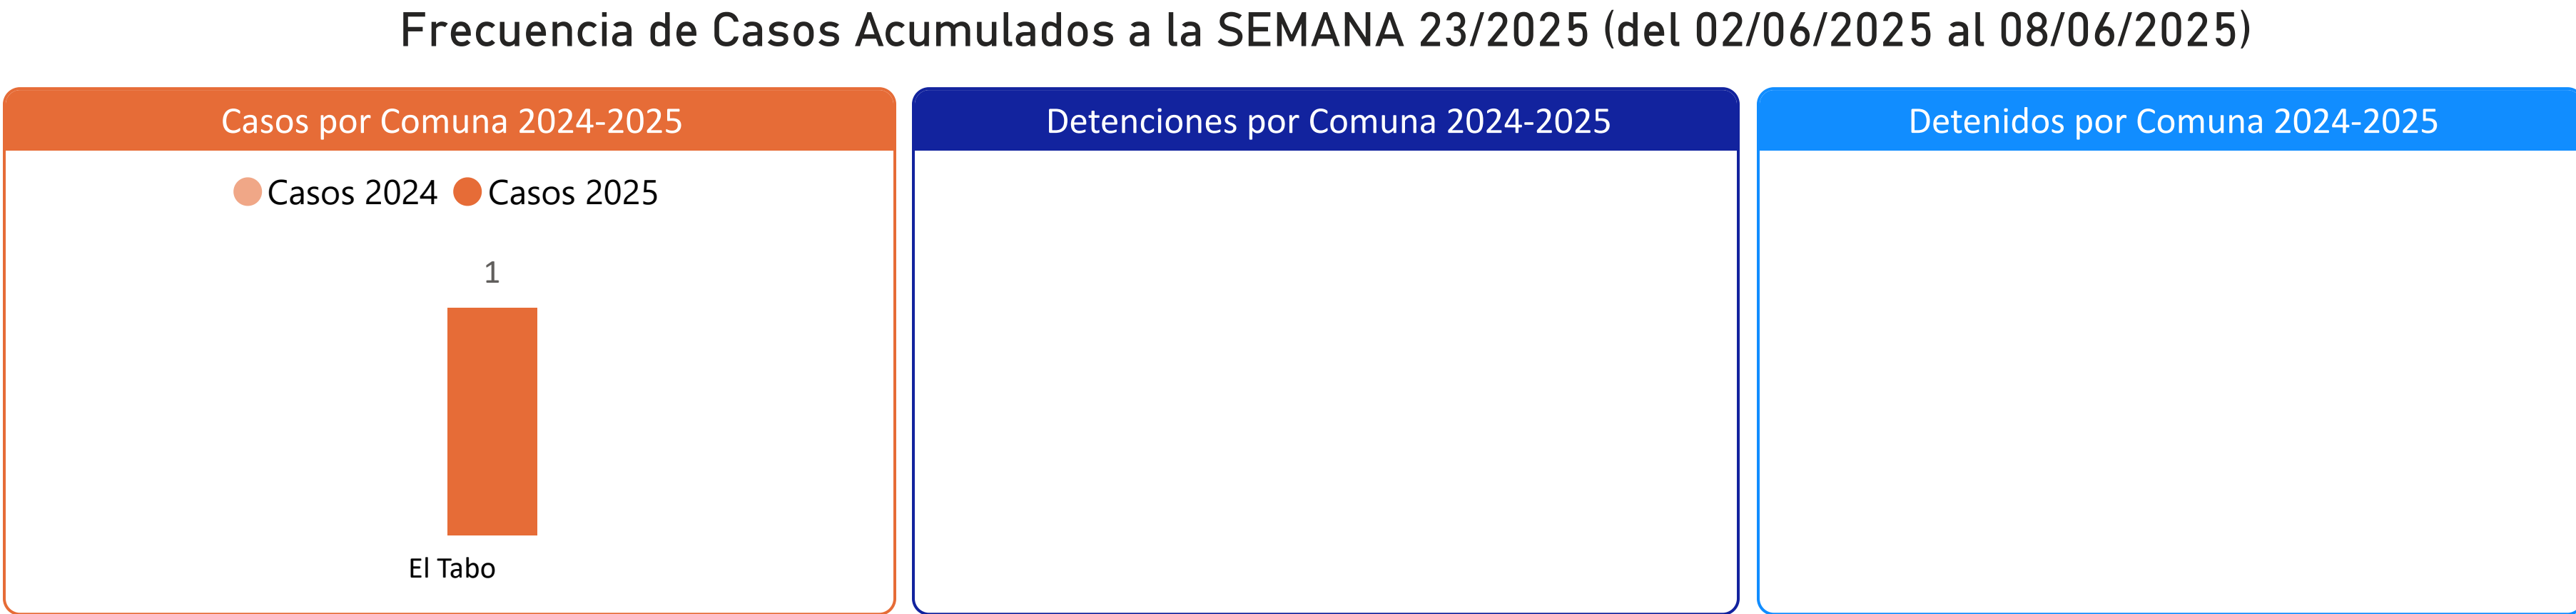 Frecuencia de Casos Acumulados a la SEMANA 23/2025 (del 02/06/2025 al 08/06/2025)
Casos por Comuna 2024-2025
Casos 2024 Casos 2025
1
El Tabo
Detenciones por Comuna 2024-2025
Detenidos por Comuna 2024-2025